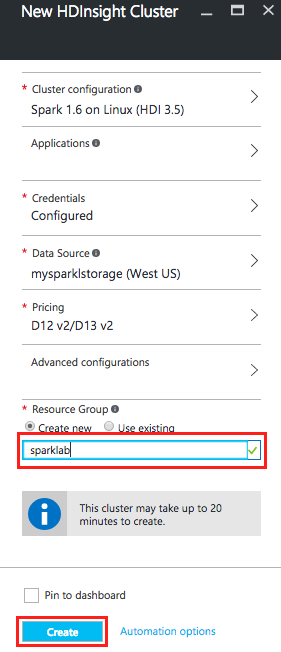 New HDInsight Cluster
* Cluster configuration
Spark 1.6 on Linux (HDI 3.5)
Applications
* Credentials
Configured
* Data Source
mysparklstorage (West US)
* Pricing
D12 v2/D13 v2
Advanced configurations
* Resource Group
Create new Use existing
sparklab
This cluster may take up to 20
minutes to create.
Pin to dashboard
Create Automation options